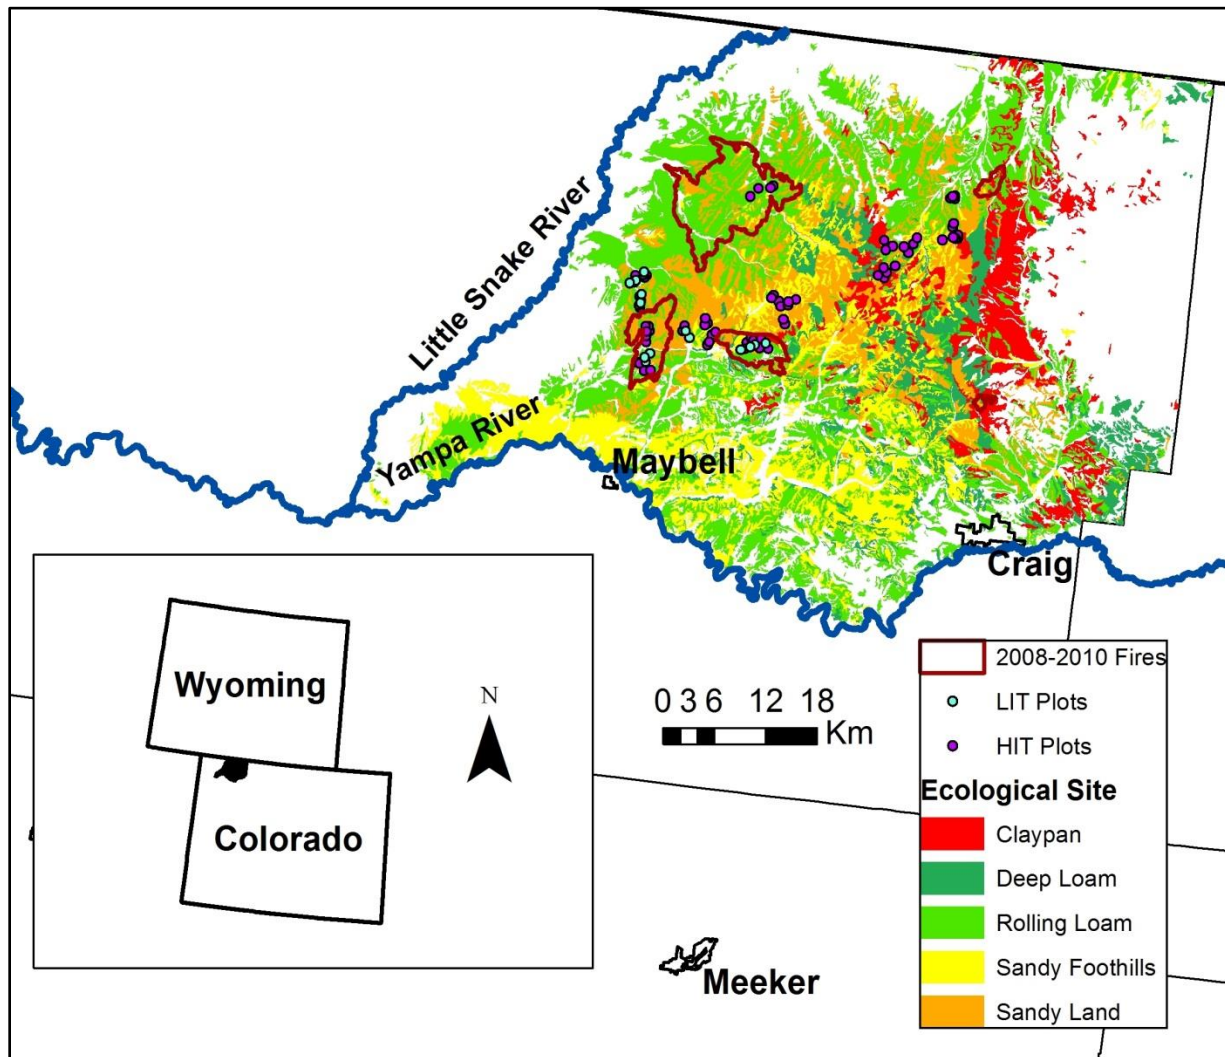 Little Snake River
Yampa River
Maybell
Craig
Wyoming
Colorado
N
0 3 6 12 18
Km
Meeker
2008-2010 Fires
LIT Plots
HIT Plots
Ecological Site
Claypan
Deep Loam
Rolling Loam
Sandy Foothills
Sandy Land